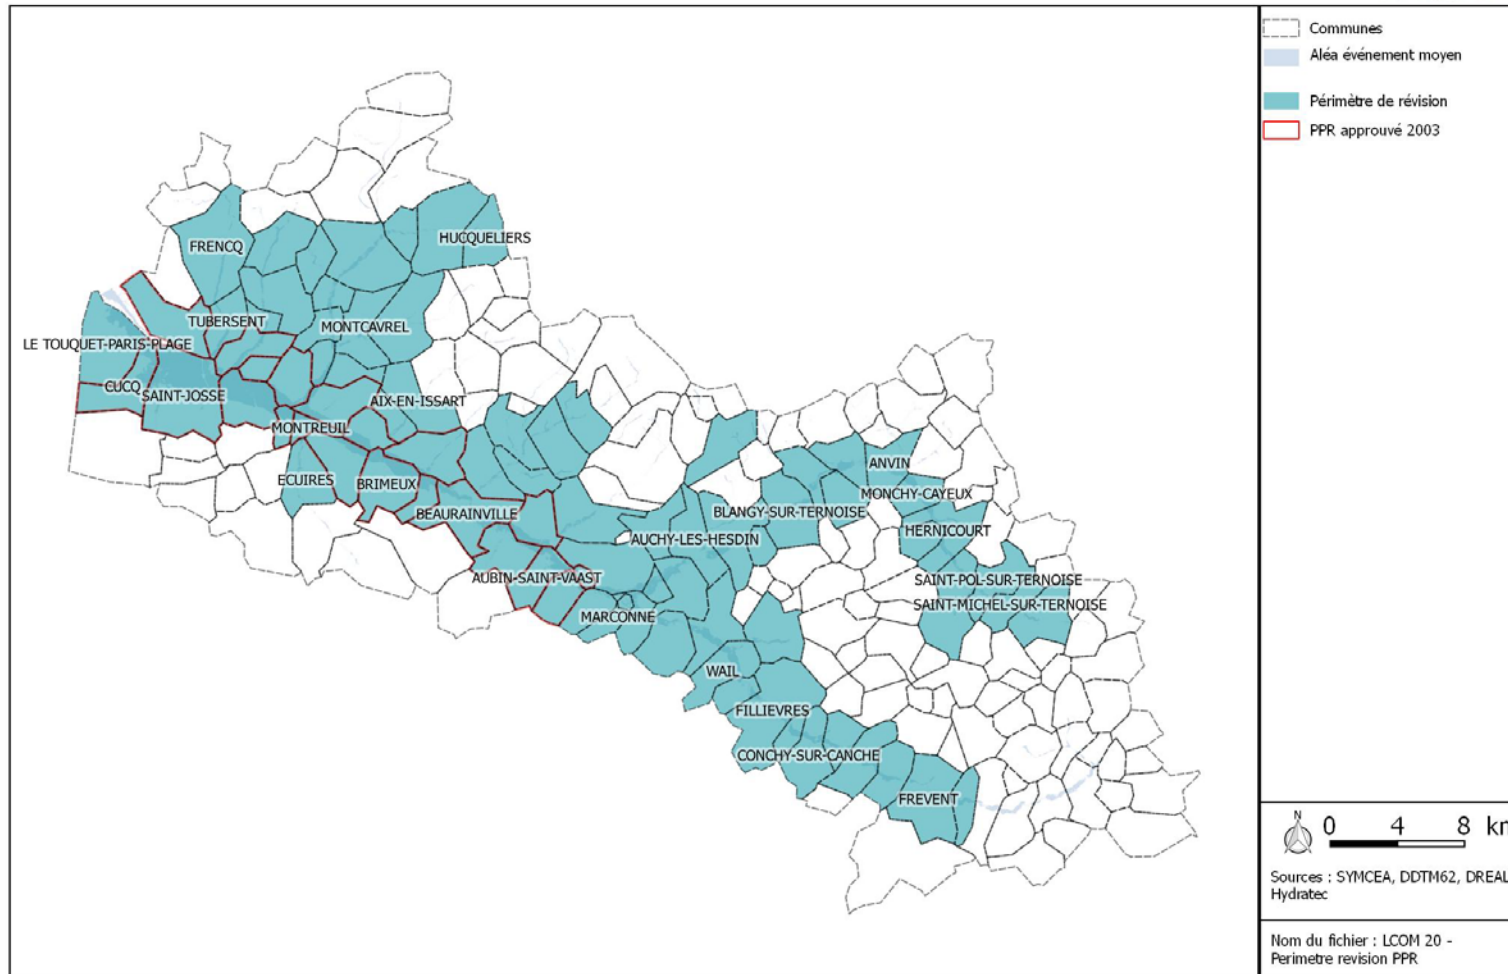 Communes
Aléa événement moyen
Périmètre de révision
PPR approuvé 2003
HUCQUELIERS
FRENCQ
TUBERSENT
MONTCAVREL
LE TOUQUET-PARIS-PLAGE
CUCQ
SAINT-JOSSE
AIX-EN-ISSART
MONTREUIL
ECUIRES
BRIMEUX
BEAURAINVILLE
ANVIN
MONCHY-CAYEUX
BLANGY-SUR-TERNOISE
HERNICOURT
AUCHY-LES-HESDIN
AUBIN-SAINT-VAAST
SAINT-POL-SUR-TERNOISE
SAINT-MICHEL-SUR-TERNOISE
MARCONNE
WAIL
FILLIEVRES
CONCHY-SUR-CANCHE
FREVENT
N
0 4 8 km
Sources : SYMCEA, DDTM62, DREAL
Hydratec
Nom du fichier : LCOM 20 -
Perimetre revision PPR